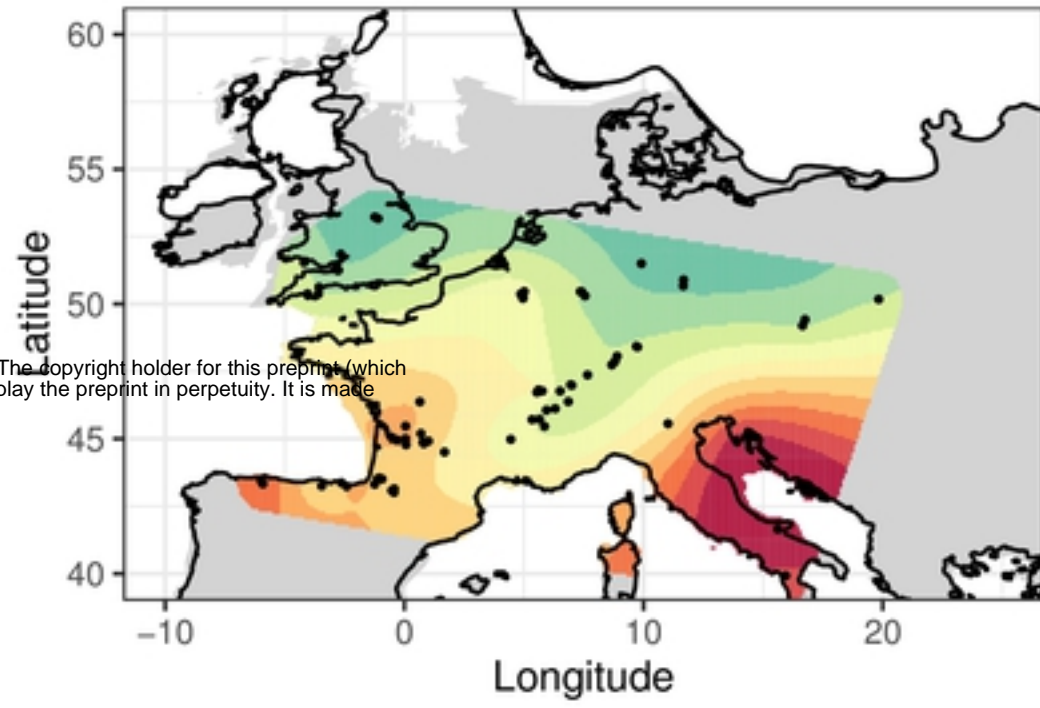 60
55
50
45
40
Latitude
The copyright holder for this preprint (which
play the preprint in perpetuity. It is made
−10
0
10
20
Longitude